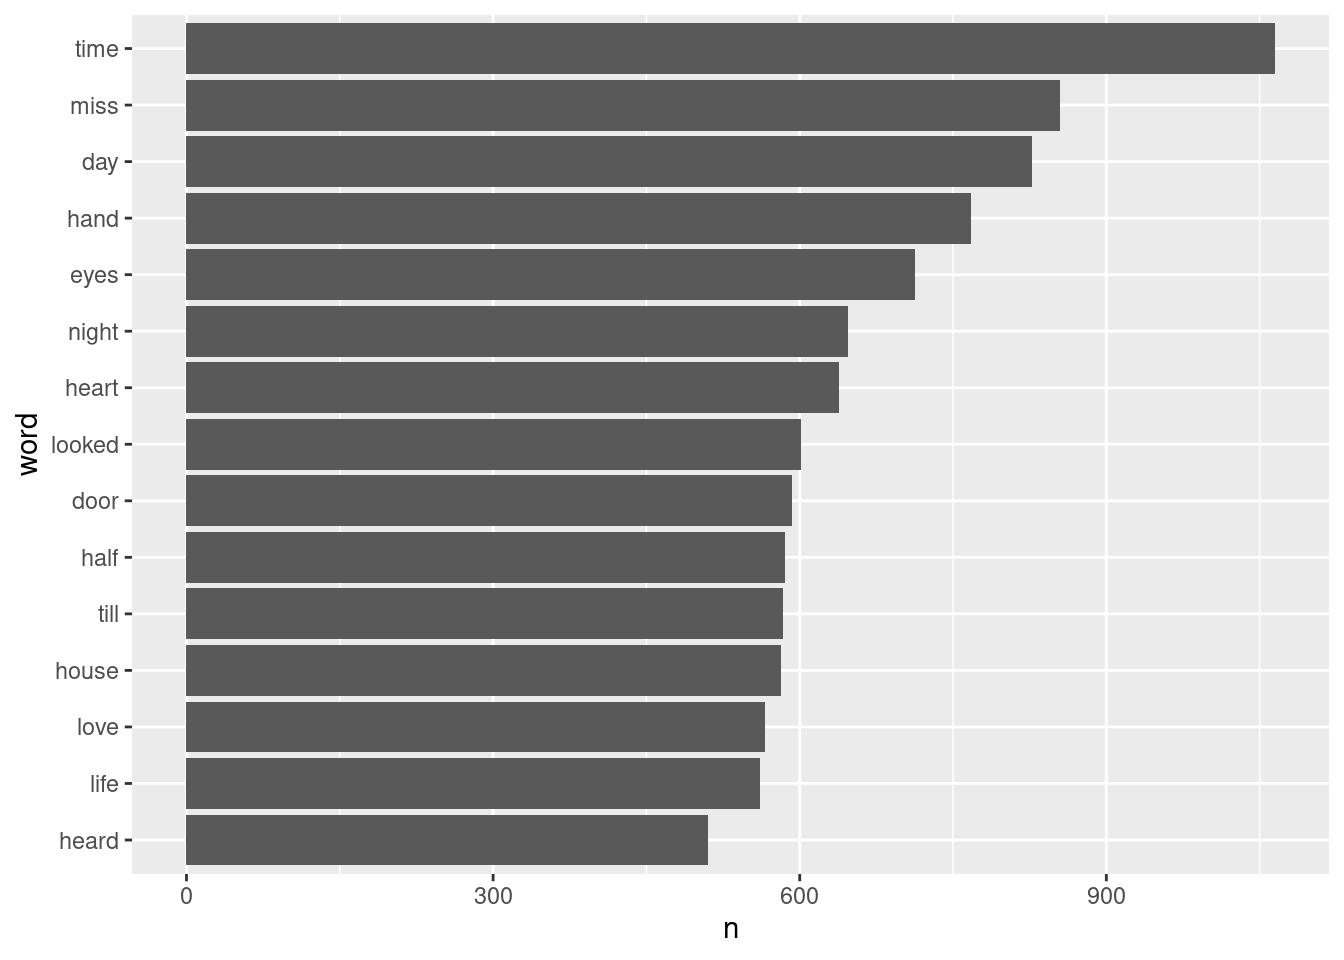 time
miss
day
hand
eyes
night
heart
looked
door
half
till
house
love
life
heard
word
0 300 600 900
n